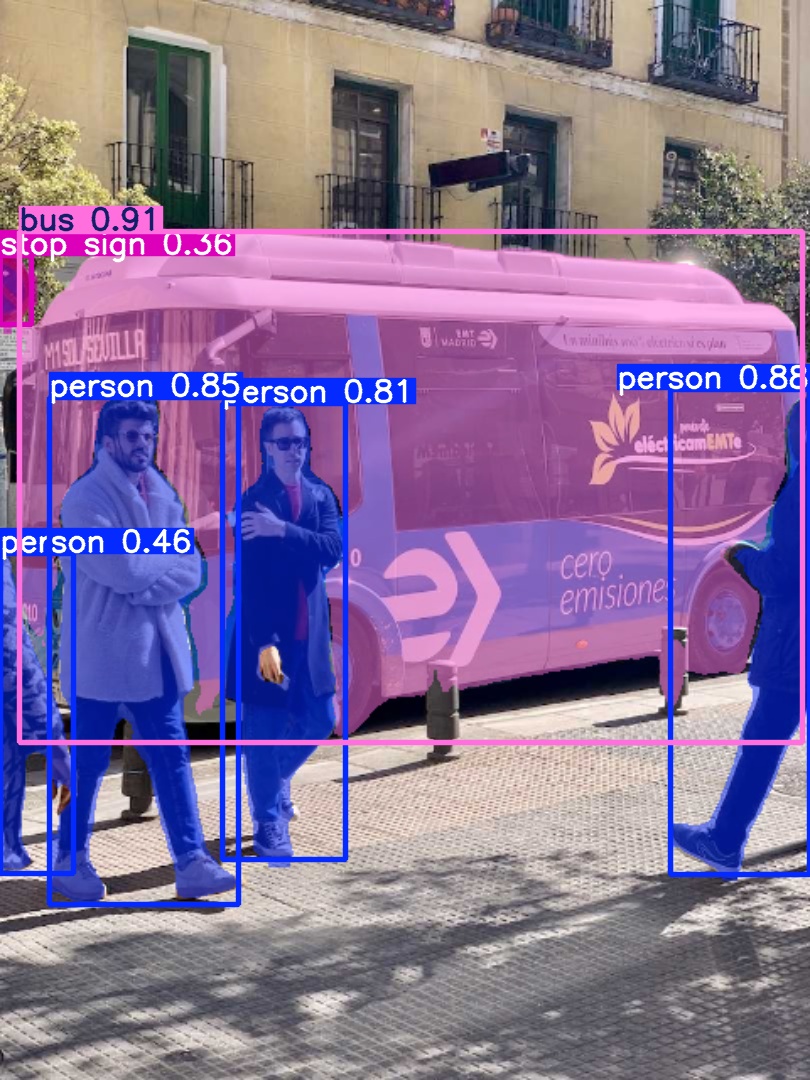 bus 0.91
stop sign 0.36
M1 SOL/SEVILLA
EMT
MADRID
person 0.85
person 0.81
person 0.88
eléctricamEMTe
person 0.46
cero
emisiones